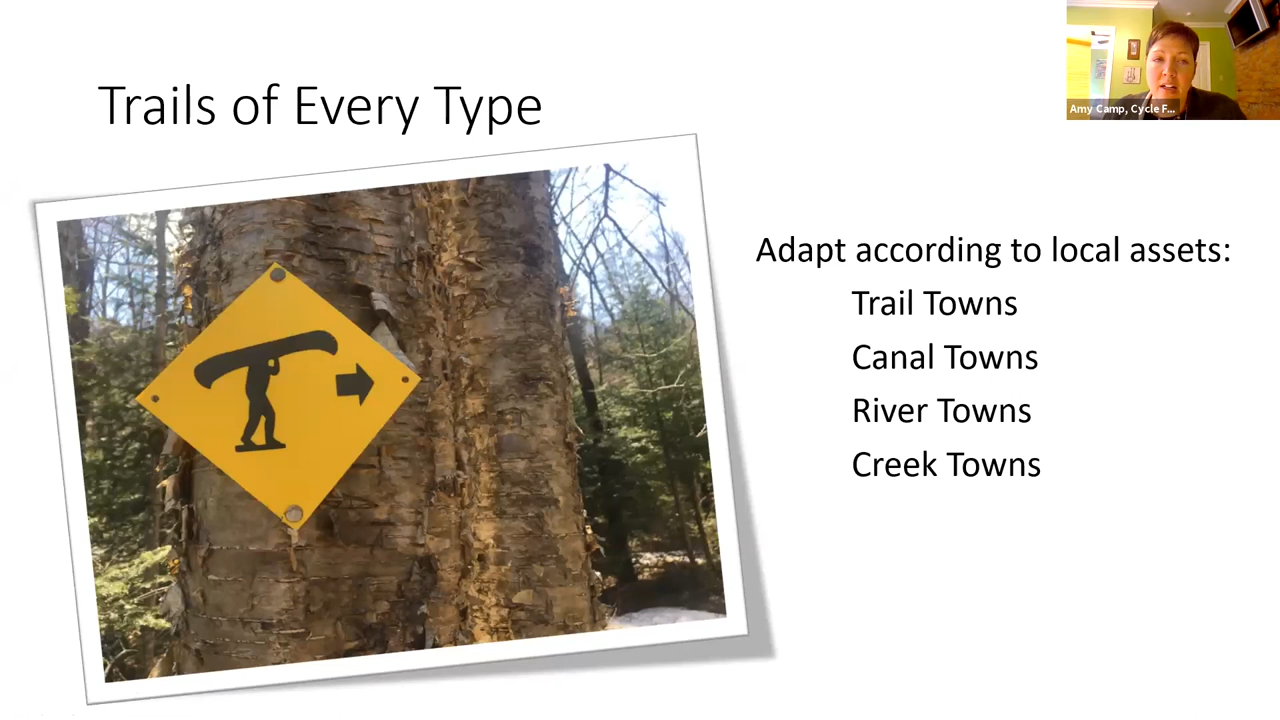 Trails of Every Type
Adapt according to local assets:
Trail Towns
Canal Towns
River Towns
Creek Towns
Amy Camp, Cycle F...